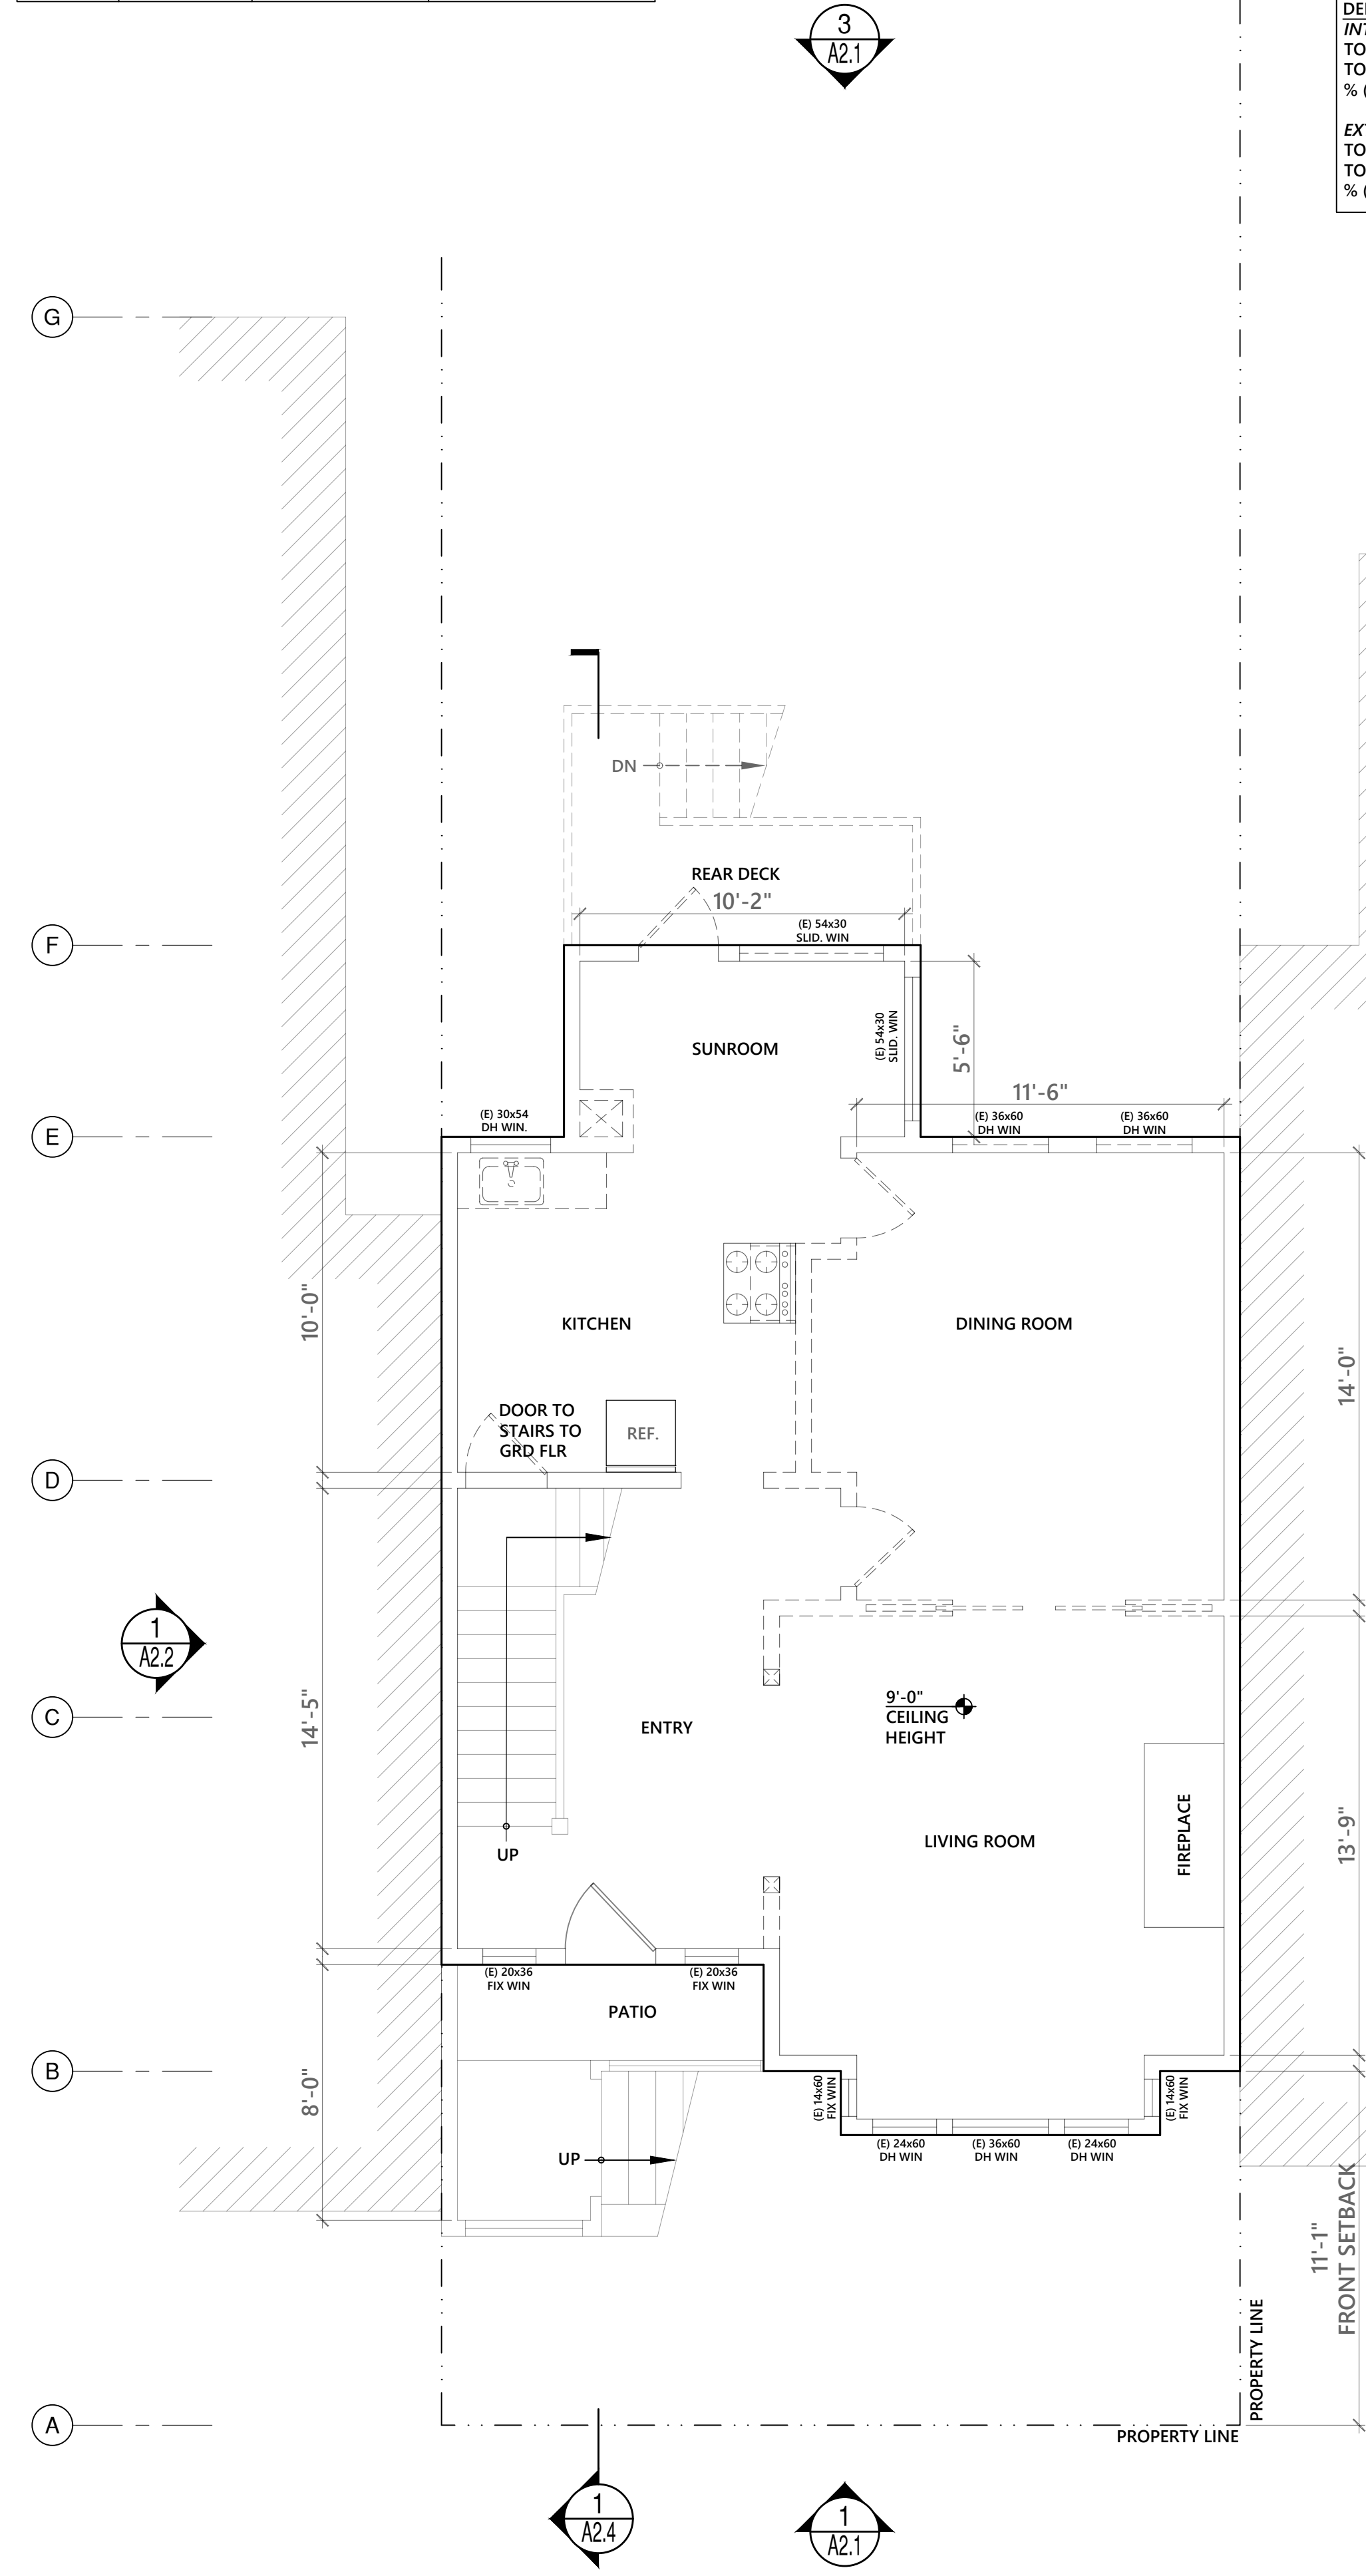 3
A2.1
INT
TO
TO
% (
EXT
TO
TO
% (
G
DN
REAR DECK
10'-2"
(E) 54x30
SLID. WIN
F
SUNROOM
(E) 54x30
SLID. WIN
5'-6"
11'-6"
(E) 30x54
DH WIN.
(E) 36x60
DH WIN
(E) 36x60
DH WIN
E
10'-0"
KITCHEN
DINING ROOM
14'-0"
DOOR TO
STAIRS TO
GRD FLR
REF.
D
1
A2.2
14'-5"
9'-0"
CEILING
HEIGHT
C
ENTRY
LIVING ROOM
FIREPLACE
13'-9"
UP
(E) 20x36
FIX WIN
(E) 20x36
FIX WIN
PATIO
B
8'-0"
(E) 14x60
FIX WIN
(E) 14x60
FIX WIN
(E) 24x60
DH WIN
(E) 36x60
DH WIN
(E) 24x60
DH WIN
UP
11'-1"
FRONT SETBACK
PROPERTY LINE
A
PROPERTY LINE
1
A2.4
1
A2.1